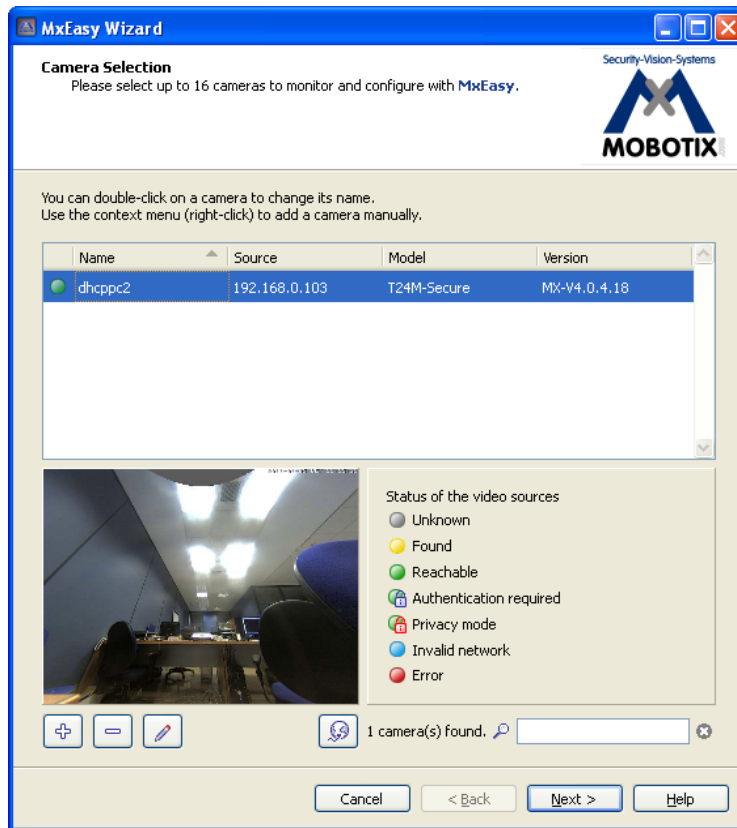 MxEasy Wizard
Camera Selection
Please select up to 16 cameras to monitor and configure with MxEasy.
Security-Vision-Systems
MOBOTIX
You can double-click on a camera to change its name.
Use the context menu (right-click) to add a camera manually.
Name Source Model Version
dhcppc2 192.168.0.103 T24M-Secure MX-V4.0.4.18
Status of the video sources
Unknown
Found
Reachable
Authentication required
Privacy mode
Invalid network
Error
1 camera(s) found.
Cancel < Back Next > Help